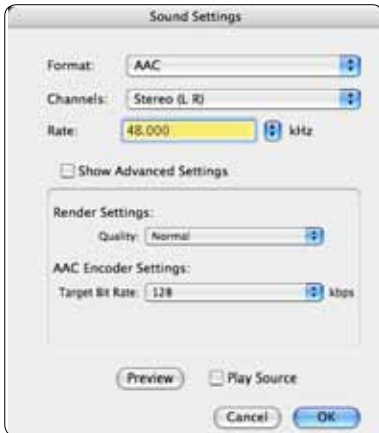 Sound Settings
Format: AAC
Channels: Stereo (L R)
Rate: 48.000 kHz
Show Advanced Settings
Render Settings:
Quality: Normal
AAC Encoder Settings:
Target Bit Rate: 128 kbps
Preview Play Source
Cancel OK